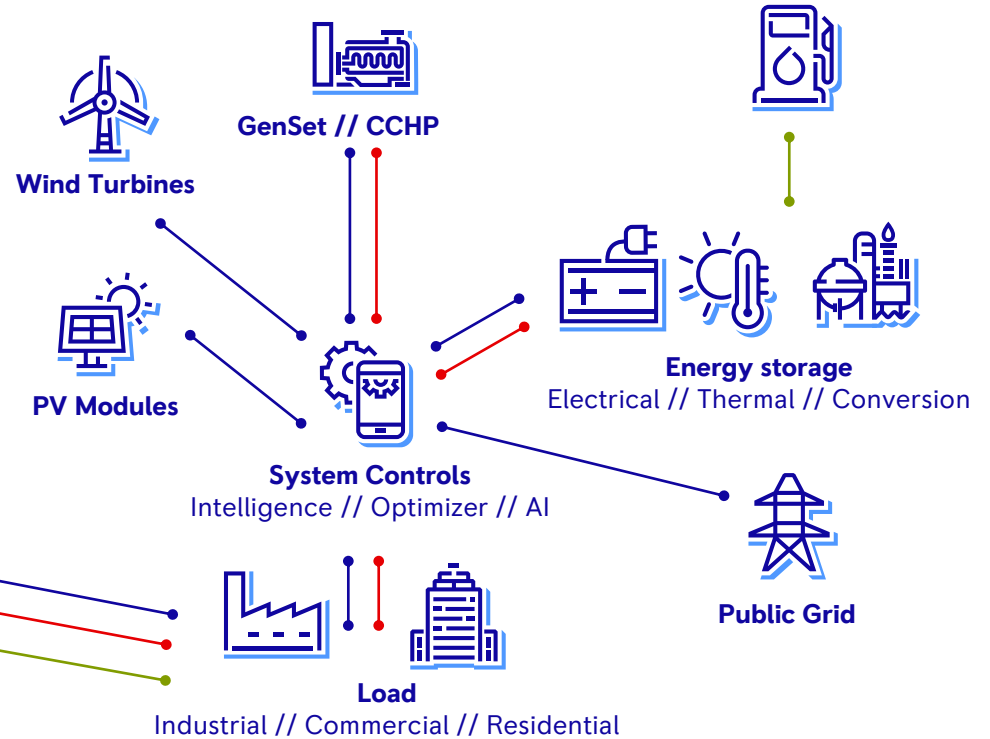 GenSet // CCHP
Wind Turbines
PV Modules
Energy storage
Electrical // Thermal // Conversion
System Controls
Intelligence // Optimizer // AI
Public Grid
Load
Industrial // Commercial // Residential